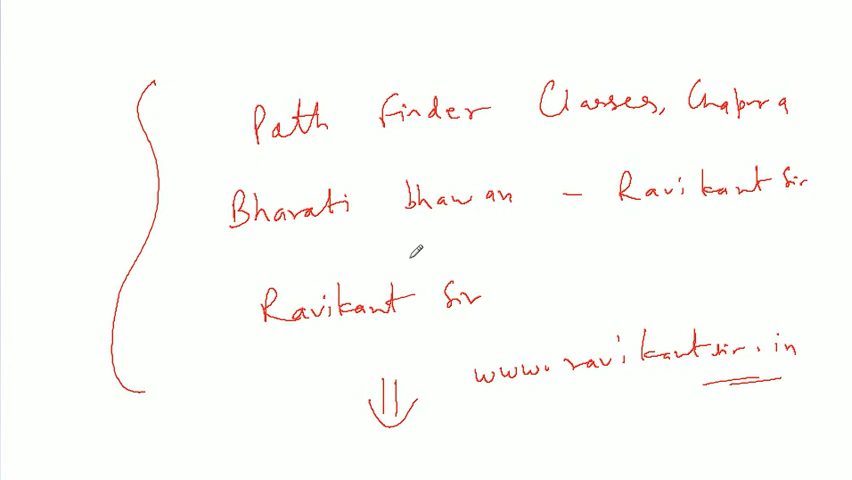 Path Finder Classes, Chapra
Bharati bhawan - Ravikant Sir
Ravikant Sir
www.ravikantsir.in